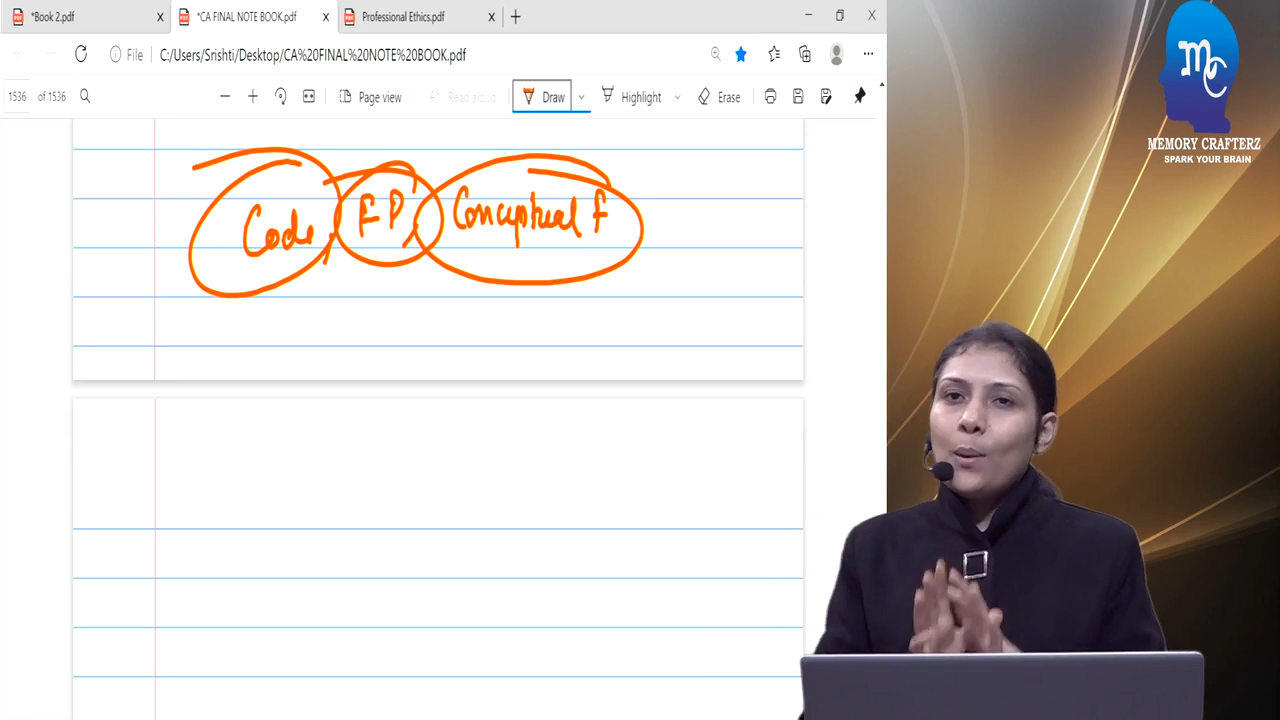 *Book 2.pdf
*CA FINAL NOTE BOOK.pdf
Professional Ethics.pdf
File C:/Users/Srishti/Desktop/CA%20FINAL%20NOTE%20BOOK.pdf
1536 of 1536
Page view
Read aloud
Draw
Highlight
Erase
Code, FP, Conceptual F
MC
MEMORY CRAFTERZ
SPARK YOUR BRAIN